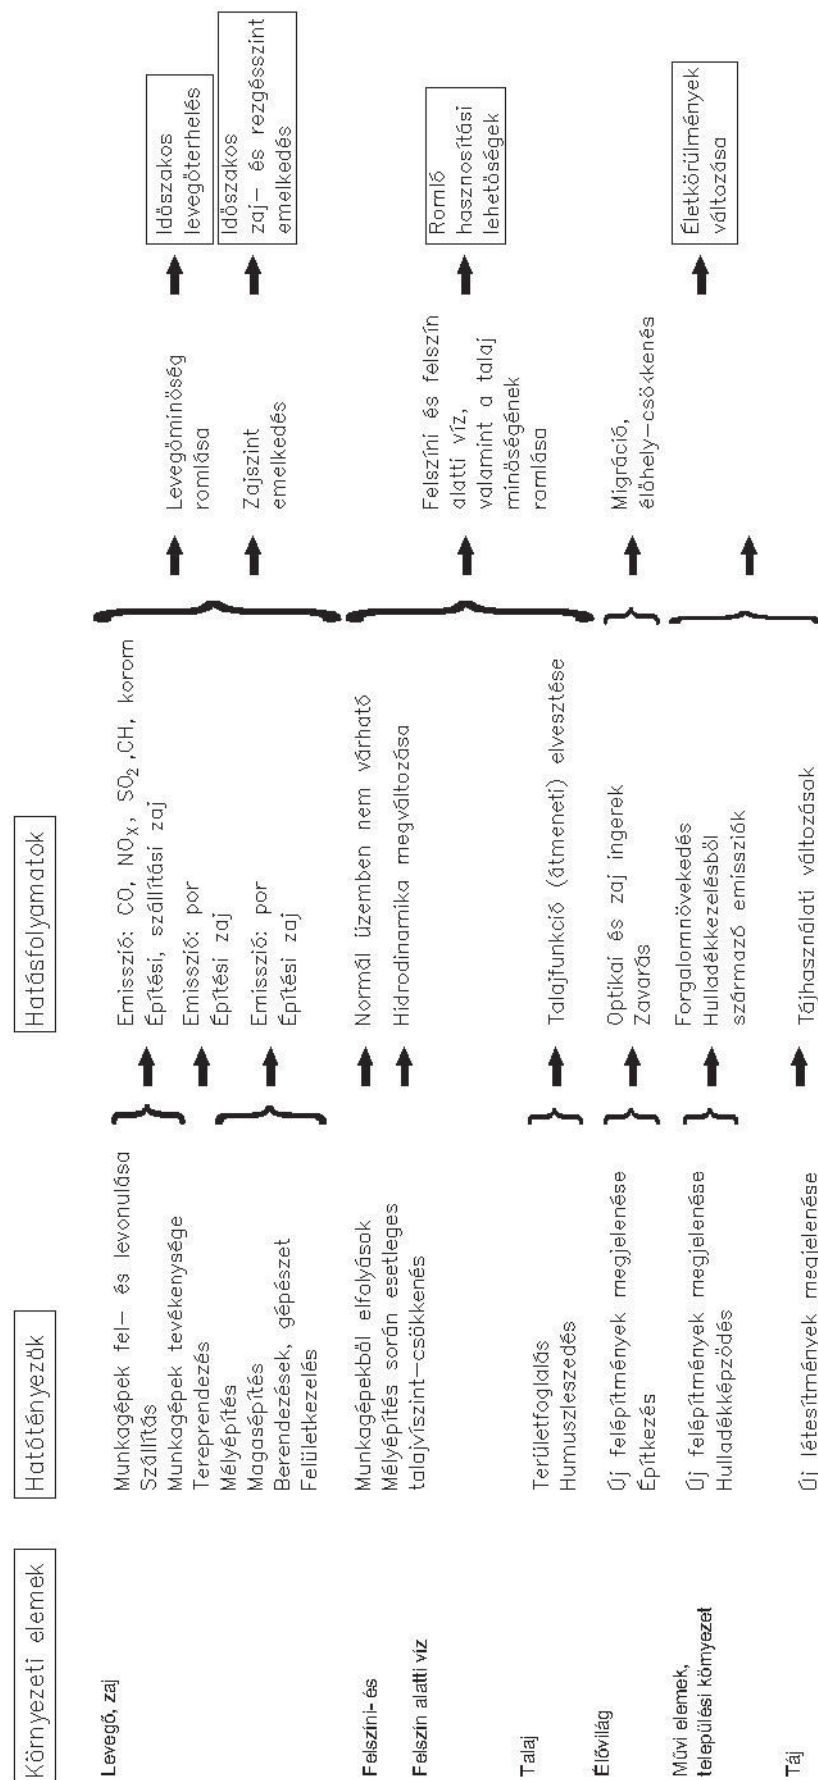 Környezeti elemek
Hatótényezők
Hatásfolyamatok
Levegő, zaj
Munkagépek fel– és levonulása
Szállítás
Munkagépek tevékenysége
Tereprendezés
Mélyépítés
Magasépítés
Berendezések, gépészet
Felületkezelés
Emisszió: CO, NOX, SO2,CH, korom
Építési, szállítási zaj
Emisszió: por
Építési zaj
Emisszió: por
Építési zaj
Levegőminőség
romlása
Zajszint
emelkedés
Időszakos
levegőterhelés
Időszakos
zaj– és rezgésszint
emelkedés
Felszíni- és
Felszín alatti víz
Munkagépekből elfolyások
Mélyépítés során esetleges
talajvíszint–csökkenés
Normál üzemben nem várható
Hidrodinamika megváltozása
Felszíni és felszín
alatti víz,
valamint a talaj
minőségének
romlása
Romló
hasznosítási
lehetőségek
Talaj
Területfoglalás
Humuszleszedés
Talajfunkció (átmeneti) elvesztése
Élővilág
Új felépítmények megjelenése
Építkezés
Optikai és zaj ingerek
Zavarás
Migráció,
élőhely–csökkenés
Művi elemek,
települési környezet
Új felépítmények megjelenése
Hulladékképződés
Forgalomnövekedés
Hulladékkezelésből
származó emissziók
Életkörülmények
változása
Táj
Új létesítmények megjelenése
Tájhasználati változások